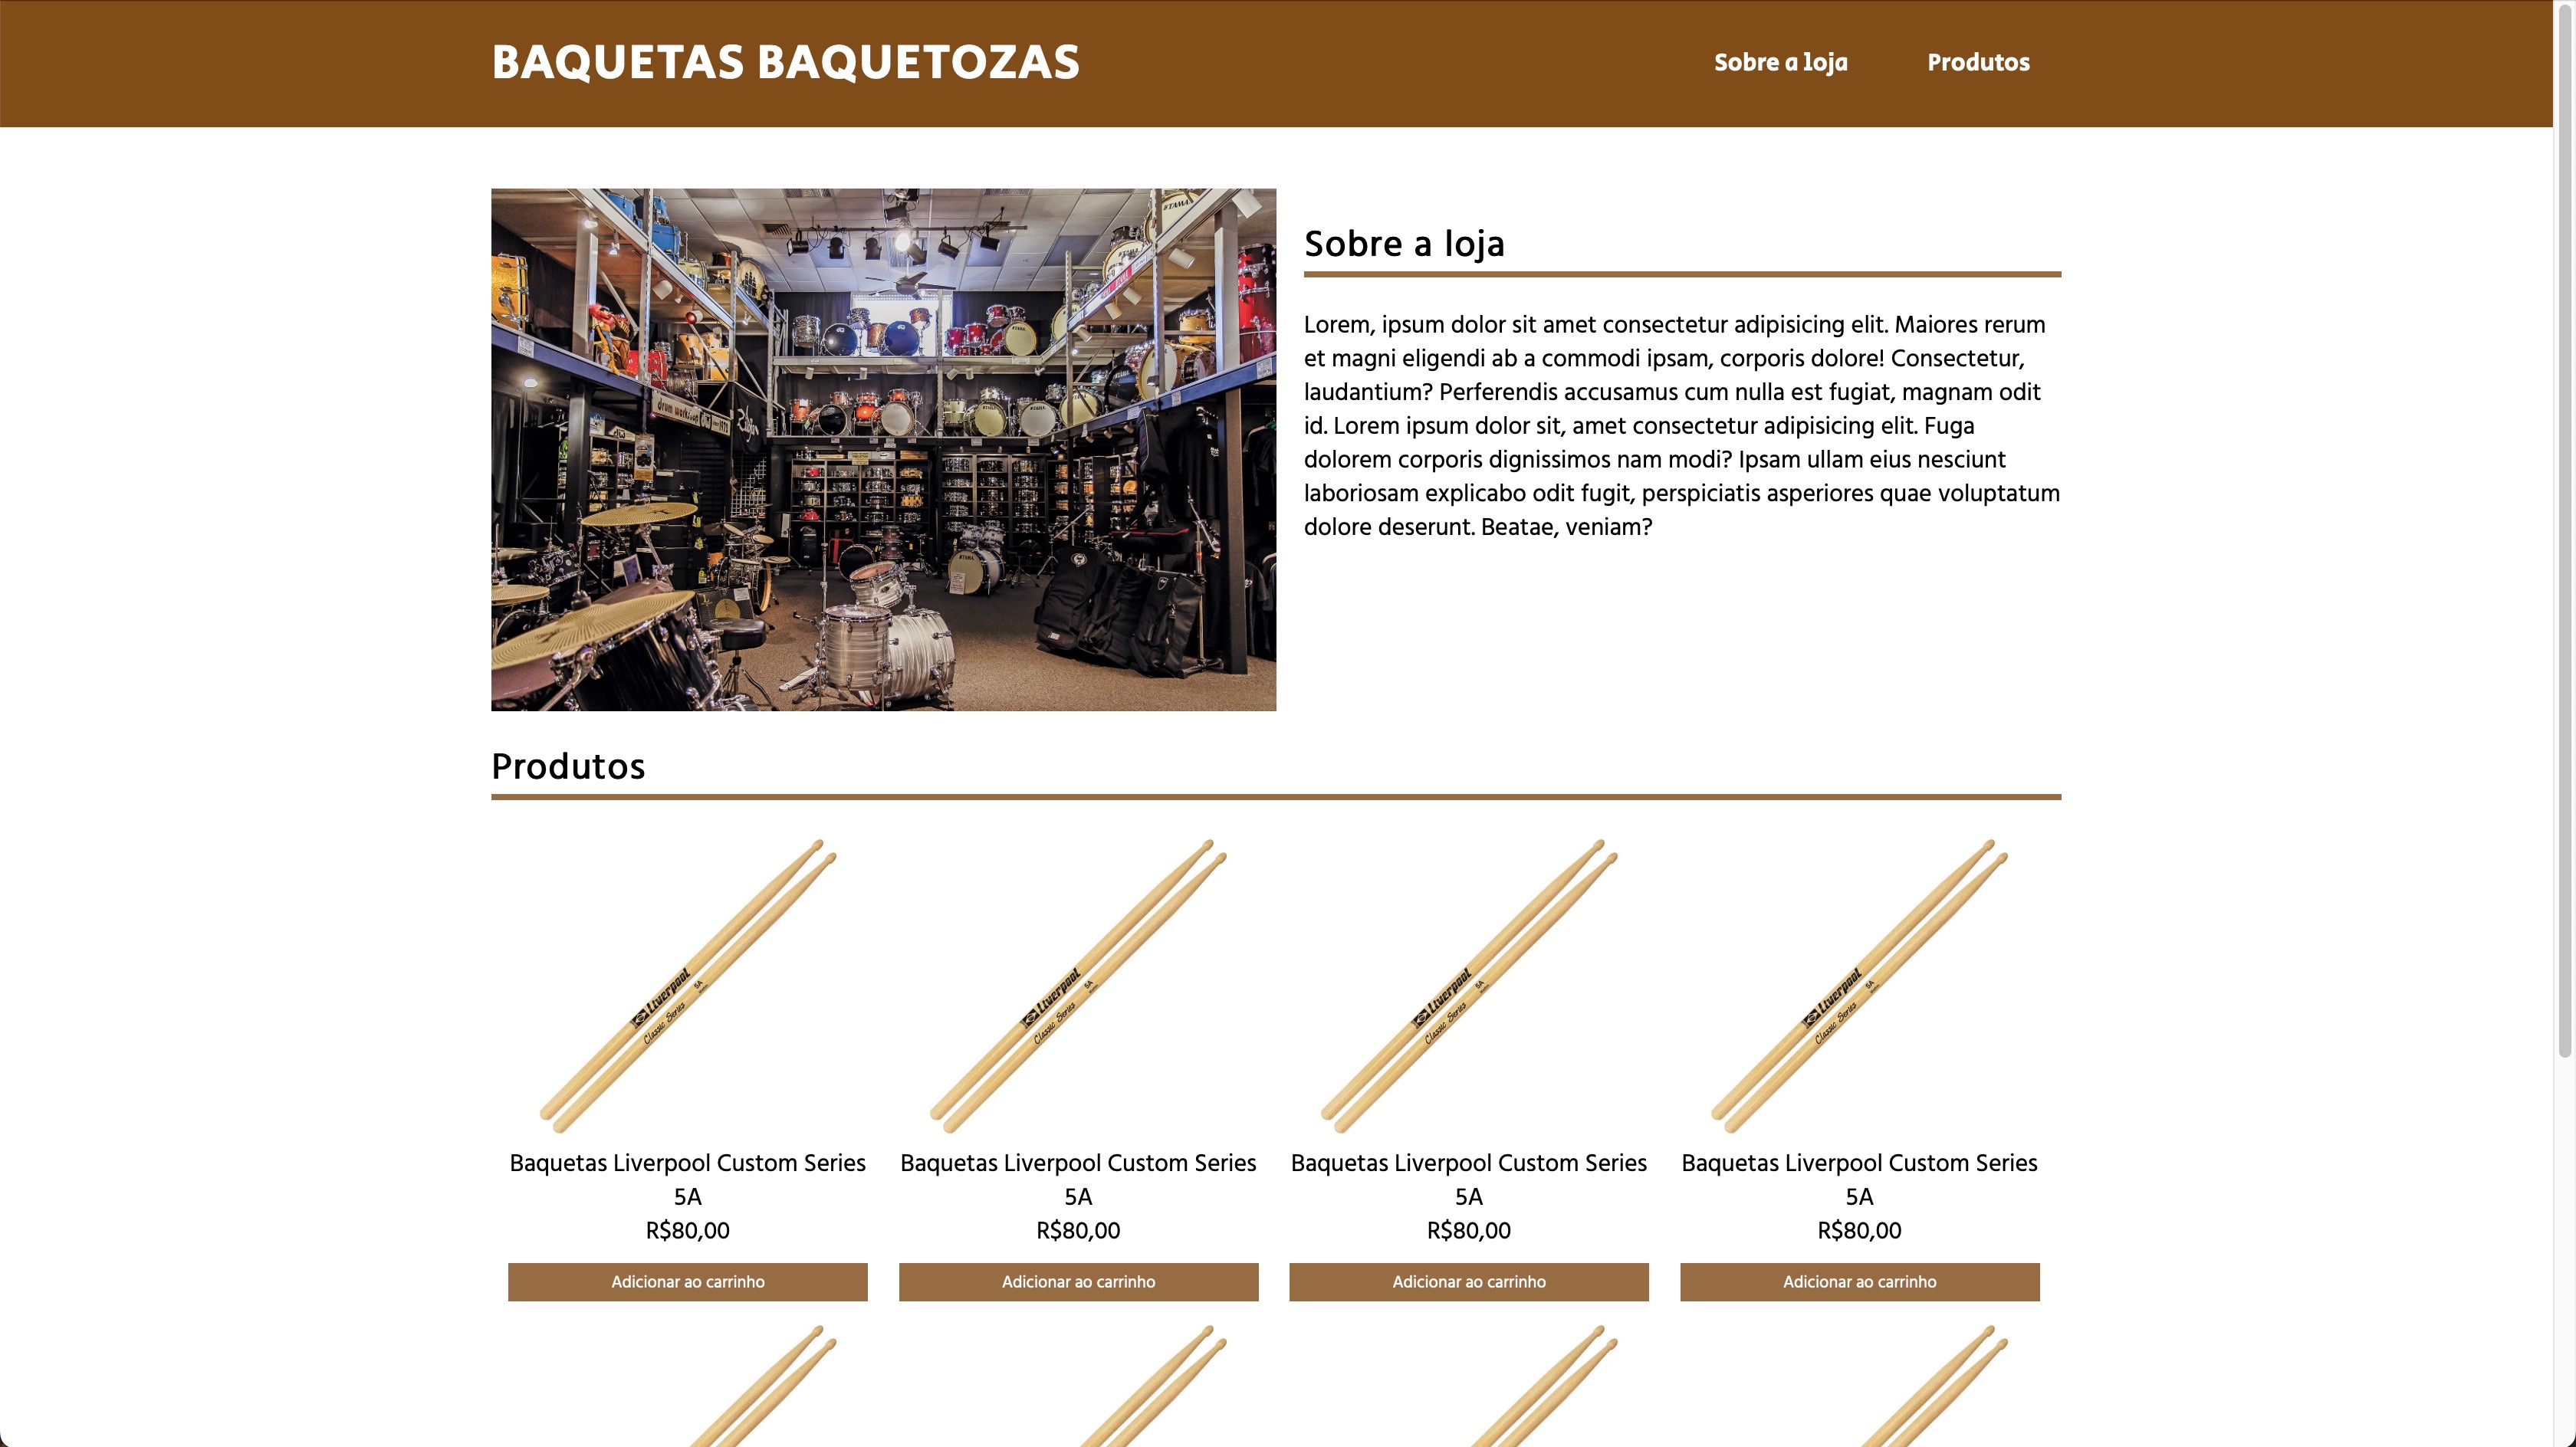 BAQUETAS BAQUETOZAS
Sobre a loja
Produtos
Sobre a loja
Lorem, ipsum dolor sit amet consectetur adipisicing elit. Maiores rerum
et magni eligendi ab a commodi ipsam, corporis dolore! Consectetur,
laudantium? Perferendis accusamus cum nulla est fugiat, magnam odit
id. Lorem ipsum dolor sit, amet consectetur adipisicing elit. Fuga
dolorem corporis dignissimos nam modi? Ipsam ullam eius nesciunt
laboriosam explicabo odit fugit, perspiciatis asperiores quae voluptatum
dolore deserunt. Beatae, veniam?
TAMA
drum workshop
Produtos
Liverpool
Classic Series
5A
Baquetas Liverpool Custom Series
5A
R$80,00
Adicionar ao carrinho
Liverpool
Classic Series
5A
Baquetas Liverpool Custom Series
5A
R$80,00
Adicionar ao carrinho
Liverpool
Classic Series
5A
Baquetas Liverpool Custom Series
5A
R$80,00
Adicionar ao carrinho
Liverpool
Classic Series
5A
Baquetas Liverpool Custom Series
5A
R$80,00
Adicionar ao carrinho